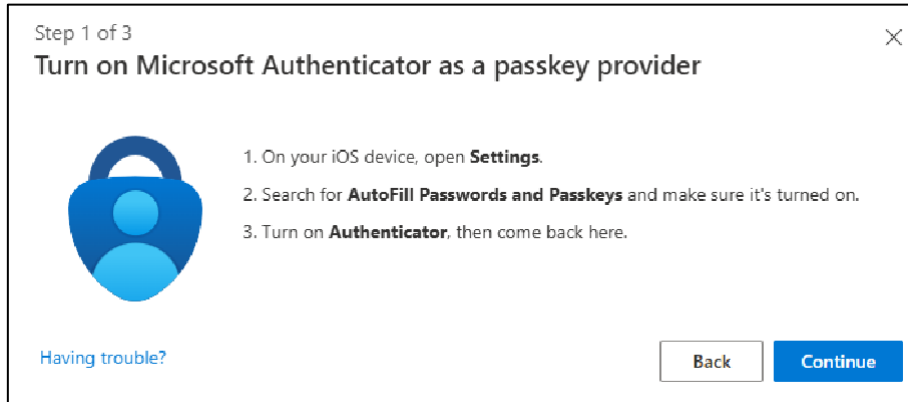 Step 1 of 3
Turn on Microsoft Authenticator as a passkey provider
1. On your iOS device, open Settings.
2. Search for AutoFill Passwords and Passkeys and make sure it's turned on.
3. Turn on Authenticator, then come back here.
Having trouble?
Back
Continue